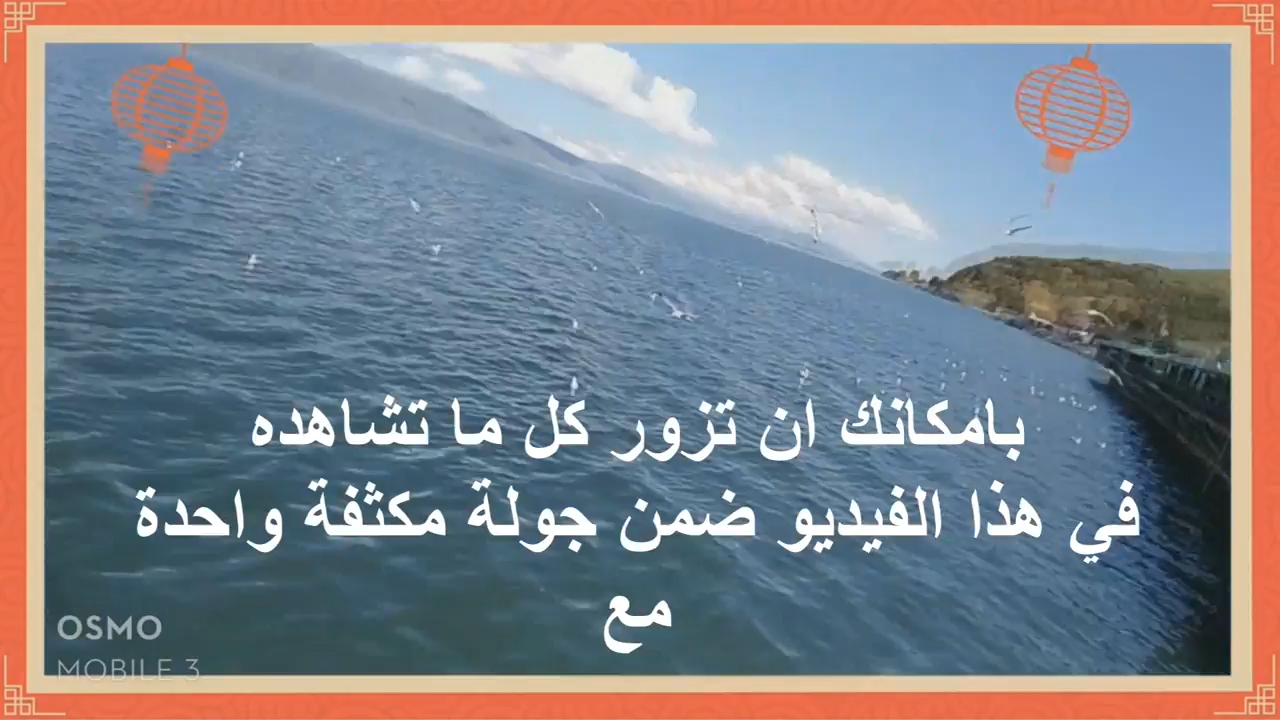 بامكانك ان تزور كل ما تشاهده
في هذا الفيديو ضمن جولة مكثفة واحدة
مع
OSMO
MOBILE 3